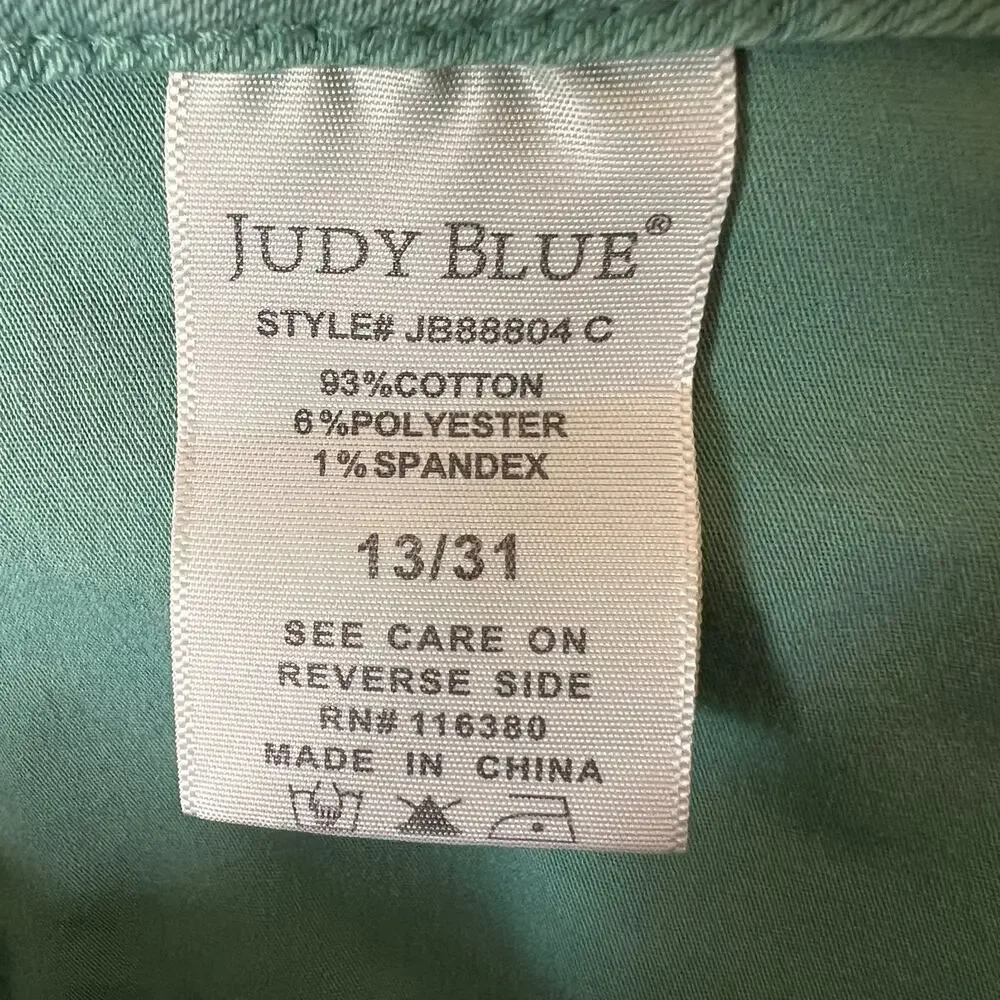 JUDY BLUE®
STYLE# JB88804 C
93%COTTON
6%POLYESTER
1%SPANDEX
13/31
SEE CARE ON
REVERSE SIDE
RN# 116380
MADE IN CHINA